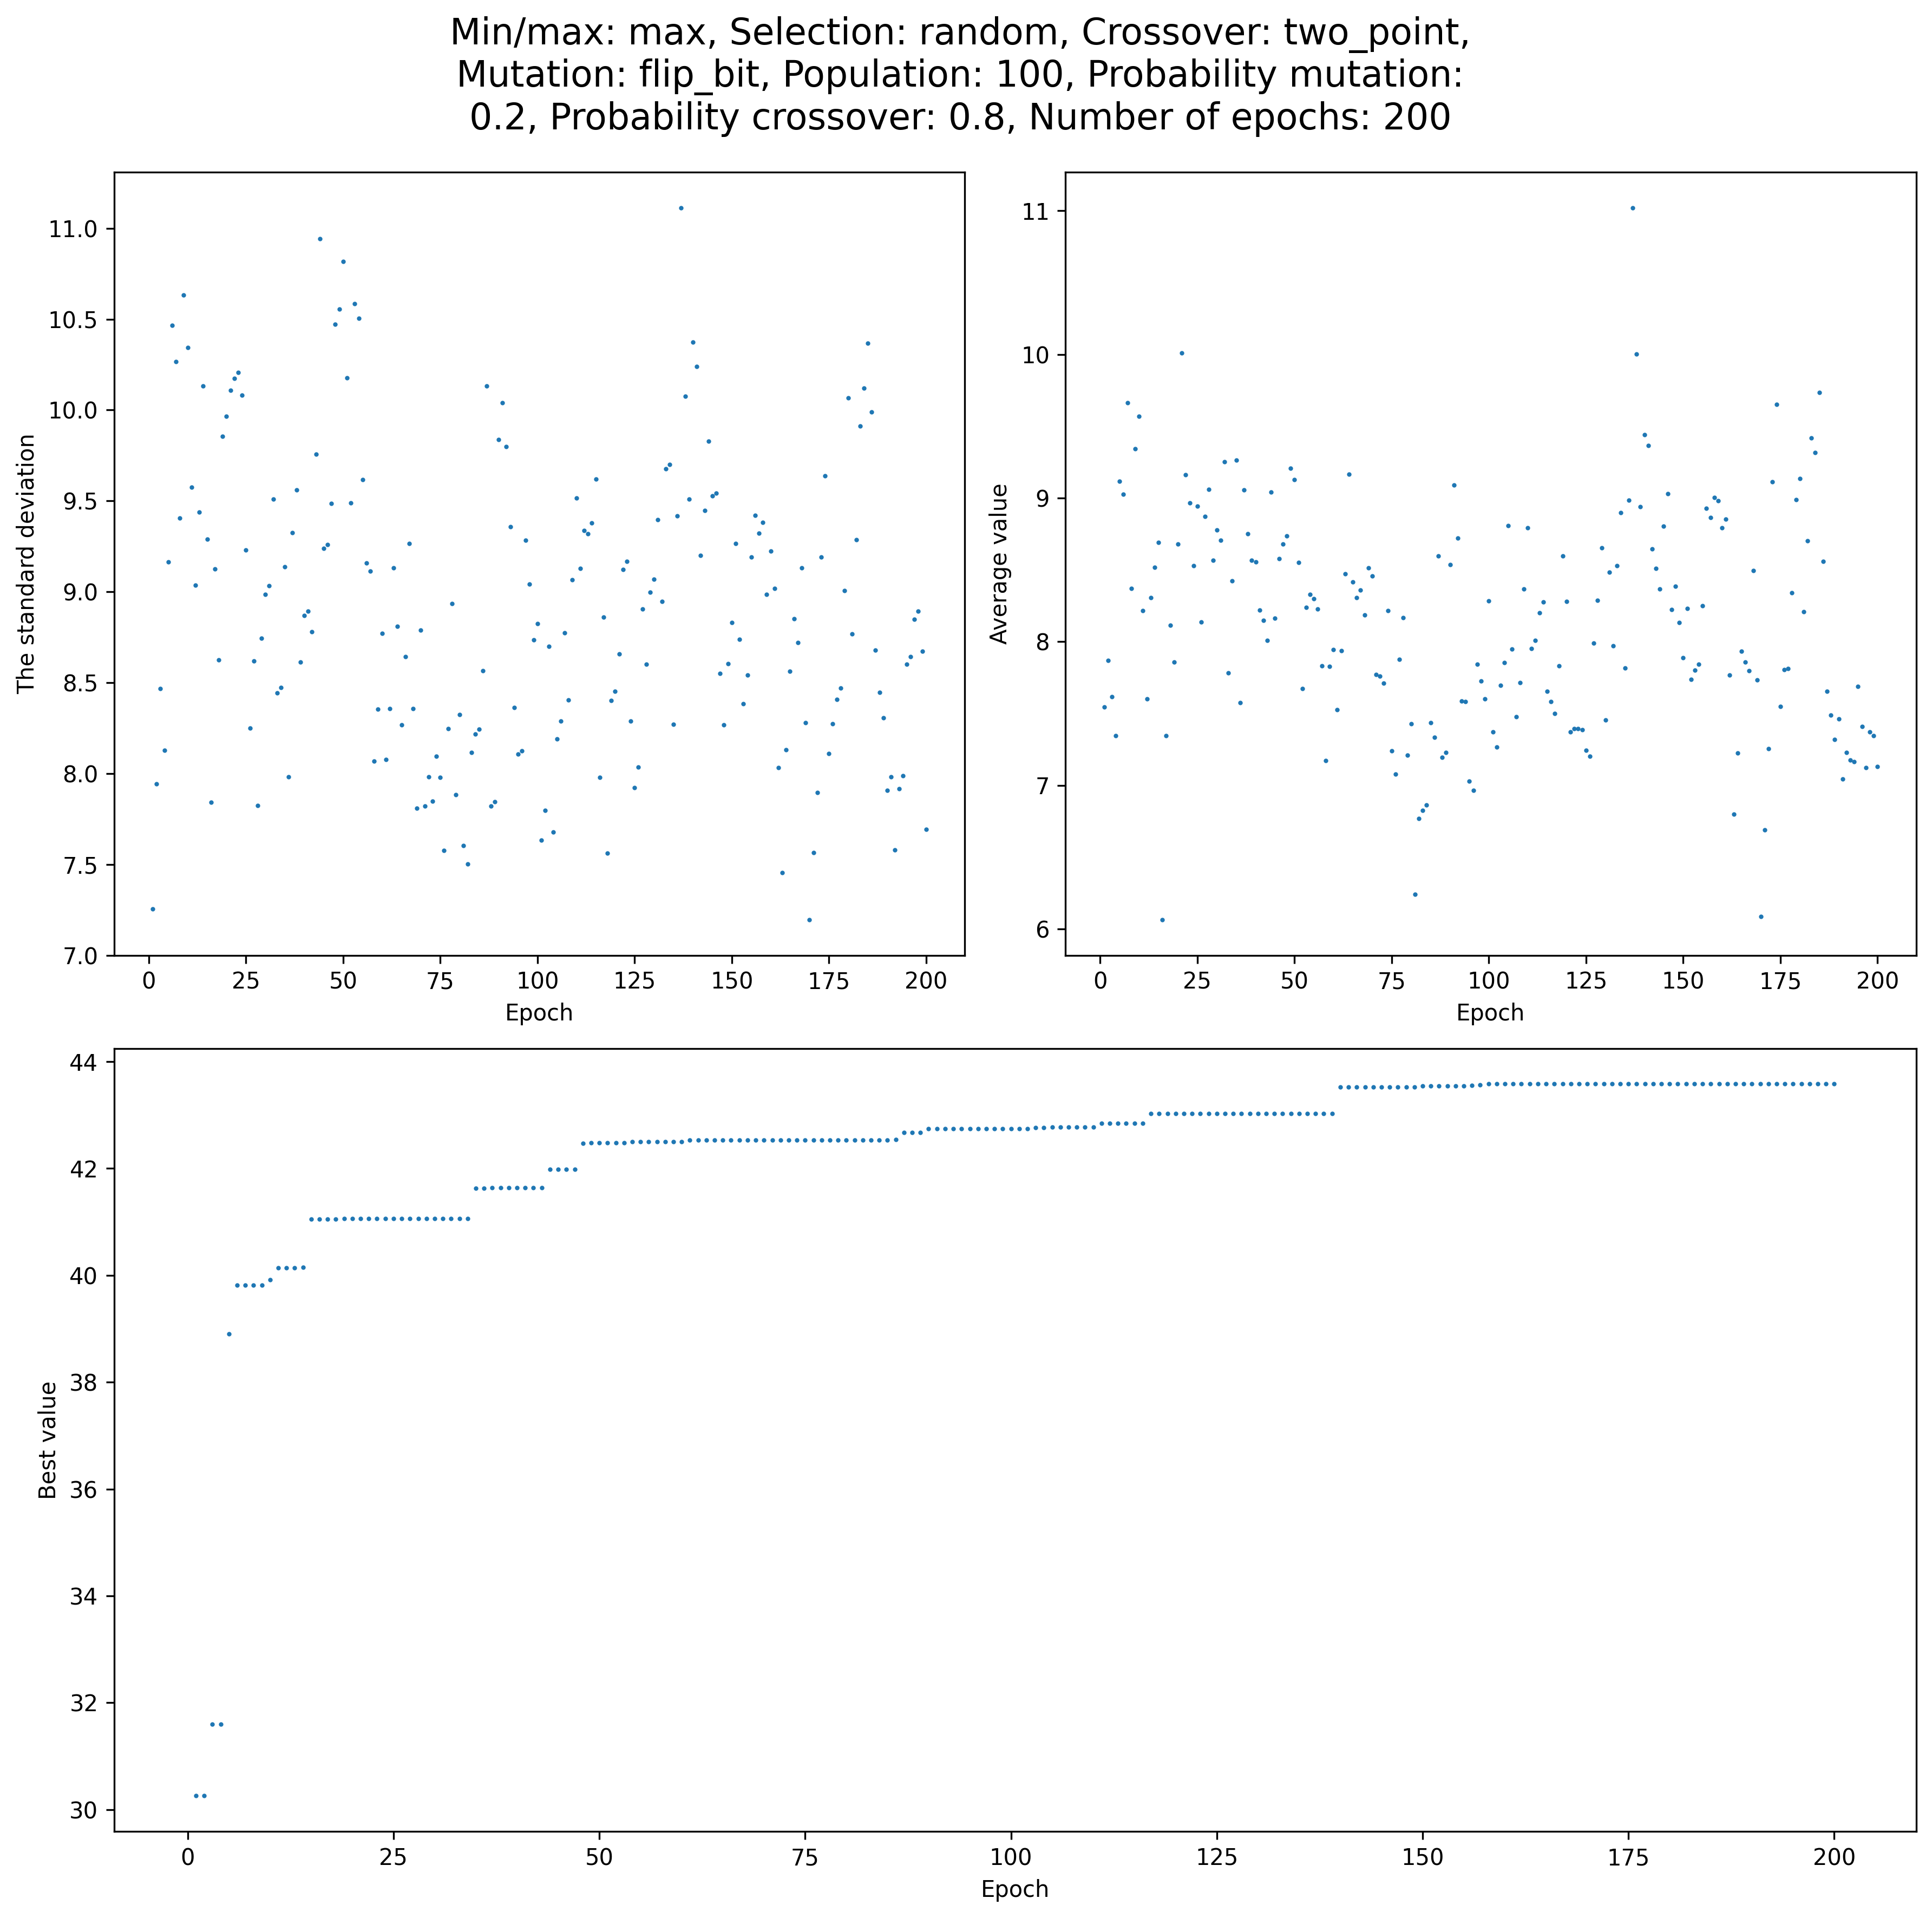 Min/max: max, Selection: random, Crossover: two_point,
Mutation: flip_bit, Population: 100, Probability mutation:
0.2, Probability crossover: 0.8, Number of epochs: 200
The standard deviation
11.0
10.5
10.0
9.5
9.0
8.5
8.0
7.5
7.0
0 25 50 75 100 125 150 175 200
Epoch
Average value
11
10
9
8
7
6
0 25 50 75 100 125 150 175 200
Epoch
Best value
44
42
40
38
36
34
32
30
0 25 50 75 100 125 150 175 200
Epoch